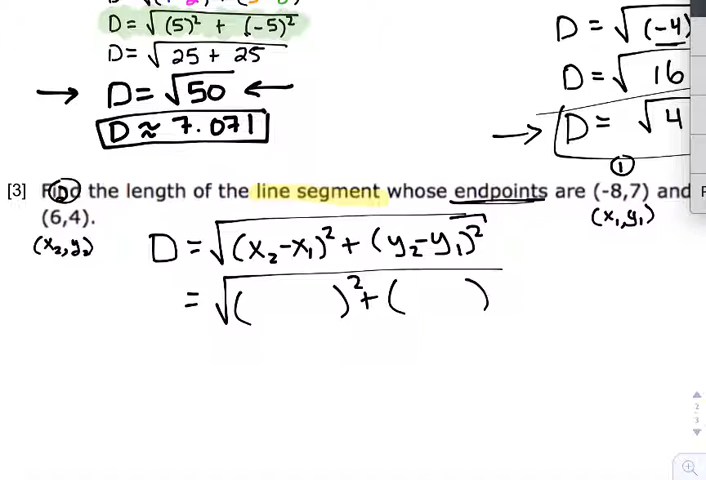 D = √(5)² + (-5)²
D = √25 + 25
→ D = √50 ←
D ≈ 7.071
D = √(-4)
D = √16
→ D = √4
①
[3] Find the length of the line segment whose endpoints are (-8,7) and
(x₁,y₁)
(6,4).
(x₂,y₂)
D = √(x₂-x₁)² + (y₂-y₁)²
= √( )² + ( )